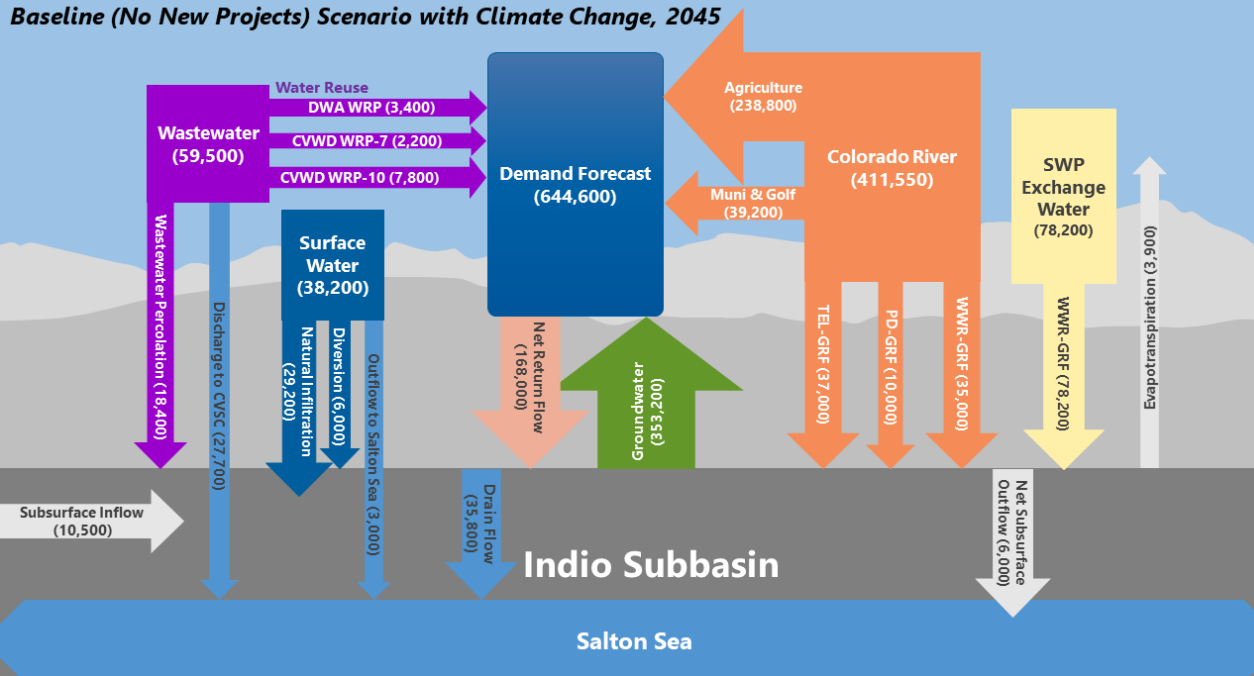 Baseline (No New Projects) Scenario with Climate Change, 2045
Water Reuse
DWA WRP (3,400)
CVWD WRP-7 (2,200)
CVWD WRP-10 (7,800)
Wastewater
(59,500)
Wastewater Percolation (18,400)
Discharge to CVSC (27,700)
Surface
Water
(38,200)
Natural Infiltration
(29,200)
Diversion (6,000)
Outflow to Salton Sea (3,000)
Demand Forecast
(644,600)
Net Return Flow
(168,000)
Groundwater
(353,200)
Agriculture
(238,800)
Muni & Golf
(39,200)
Colorado River
(411,550)
TEL-GRF (37,000)
PD-GRF (10,000)
WWR-GRF (35,000)
SWP
Exchange
Water
(78,200)
WWR-GRF (78,200)
Evapotranspiration (3,900)
Subsurface Inflow
(10,500)
Drain Flow
(35,800)
Net Subsurface
Outflow (6,000)
Indio Subbasin
Salton Sea